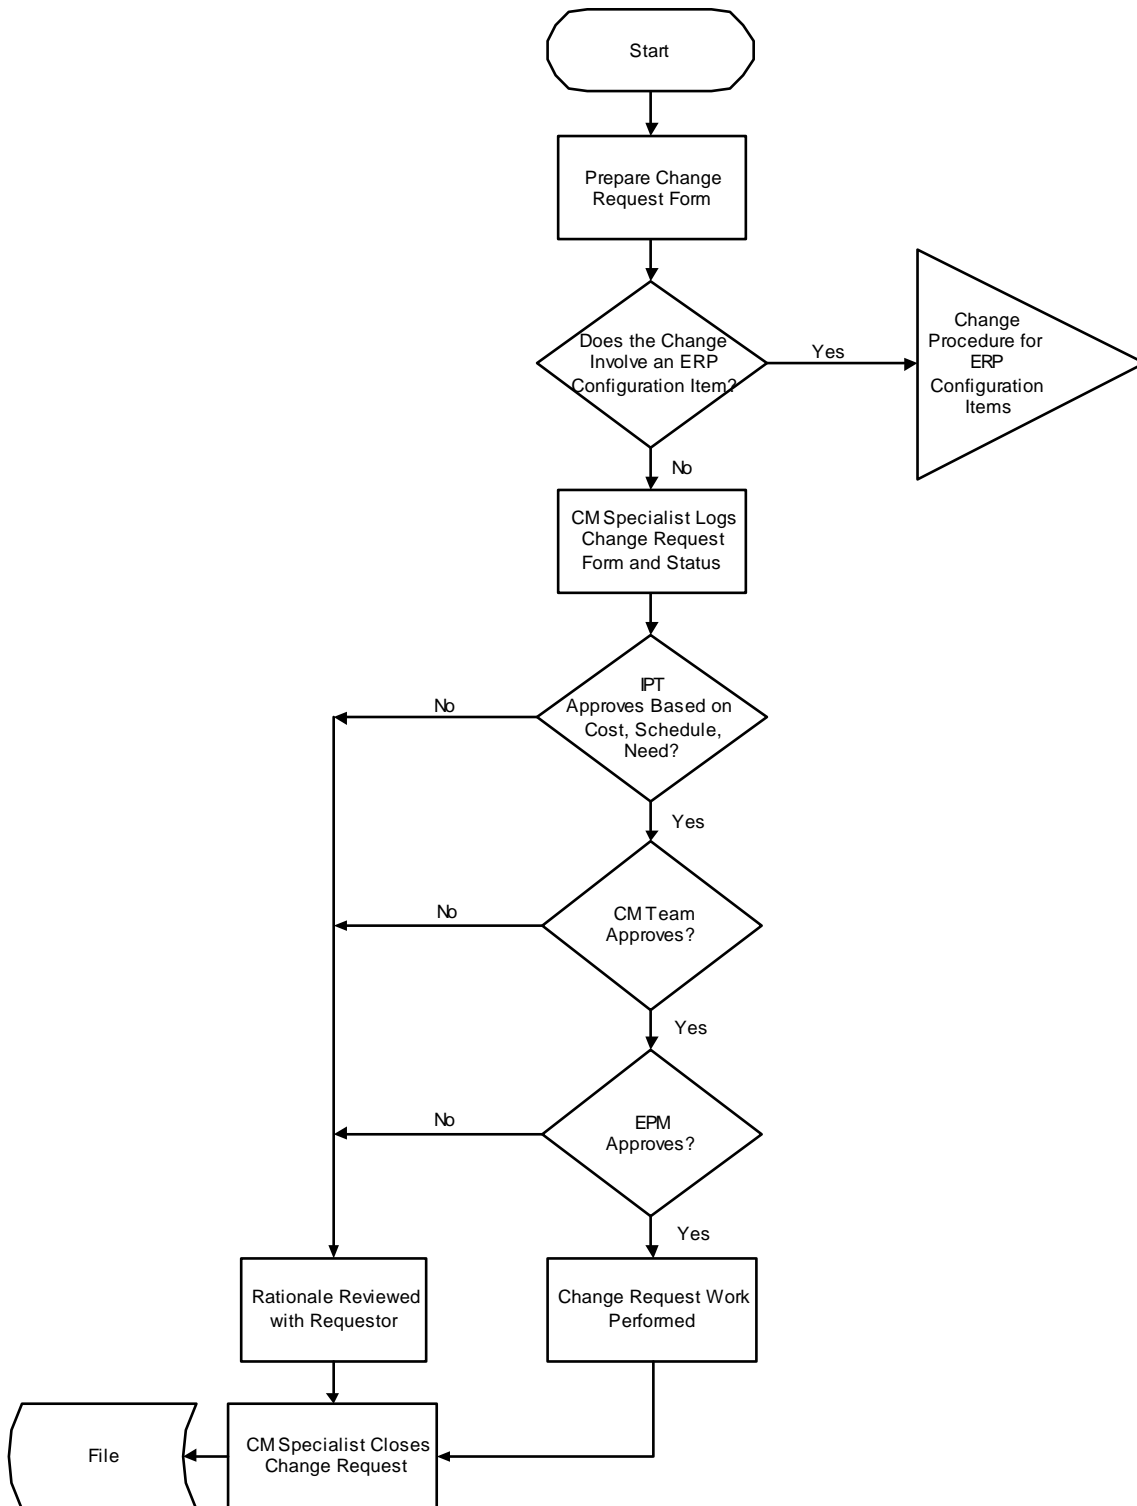 Start
Prepare Change
Request Form
Does the Change
Involve an ERP
Configuration Item?
Yes
Change
Procedure for
ERP
Configuration
Items
No
CM Specialist Logs
Change Request
Form and Status
IPT
Approves Based on
Cost, Schedule,
Need?
No
Yes
CM Team
Approves?
No
Yes
EPM
Approves?
No
Yes
Rationale Reviewed
with Requestor
Change Request Work
Performed
File
CM Specialist Closes
Change Request